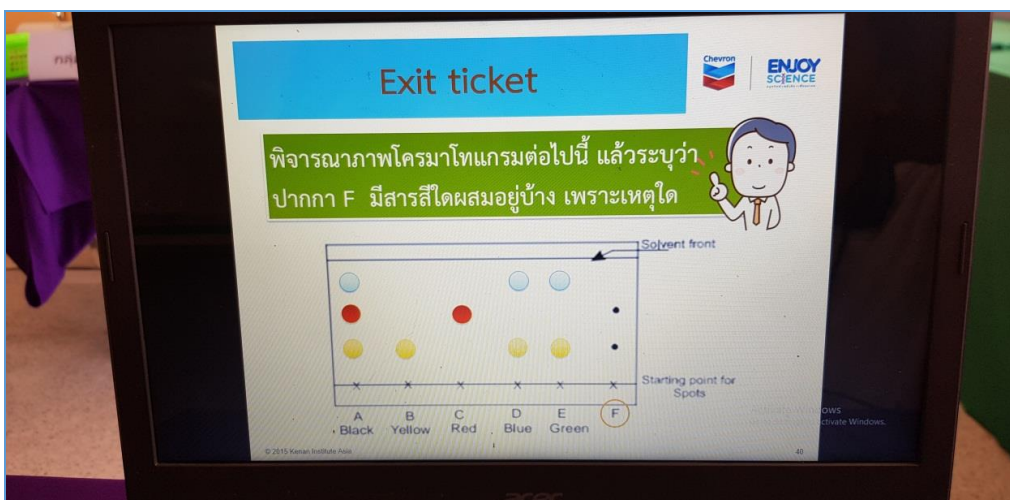 Exit ticket
Chevron
ENJOY
SCIENCE
พิจารณาภาพโครมาโทแกรมต่อไปนี้ แล้วระบุว่า
ปากกา F มีสารสีใดผสมอยู่บ้าง เพราะเหตุใด
Solvent front
x x x x x x
Starting point for
Spots
A B C D E F
Black Yellow Red Blue Green
© 2015 Kenan Institute Asia
40
acer